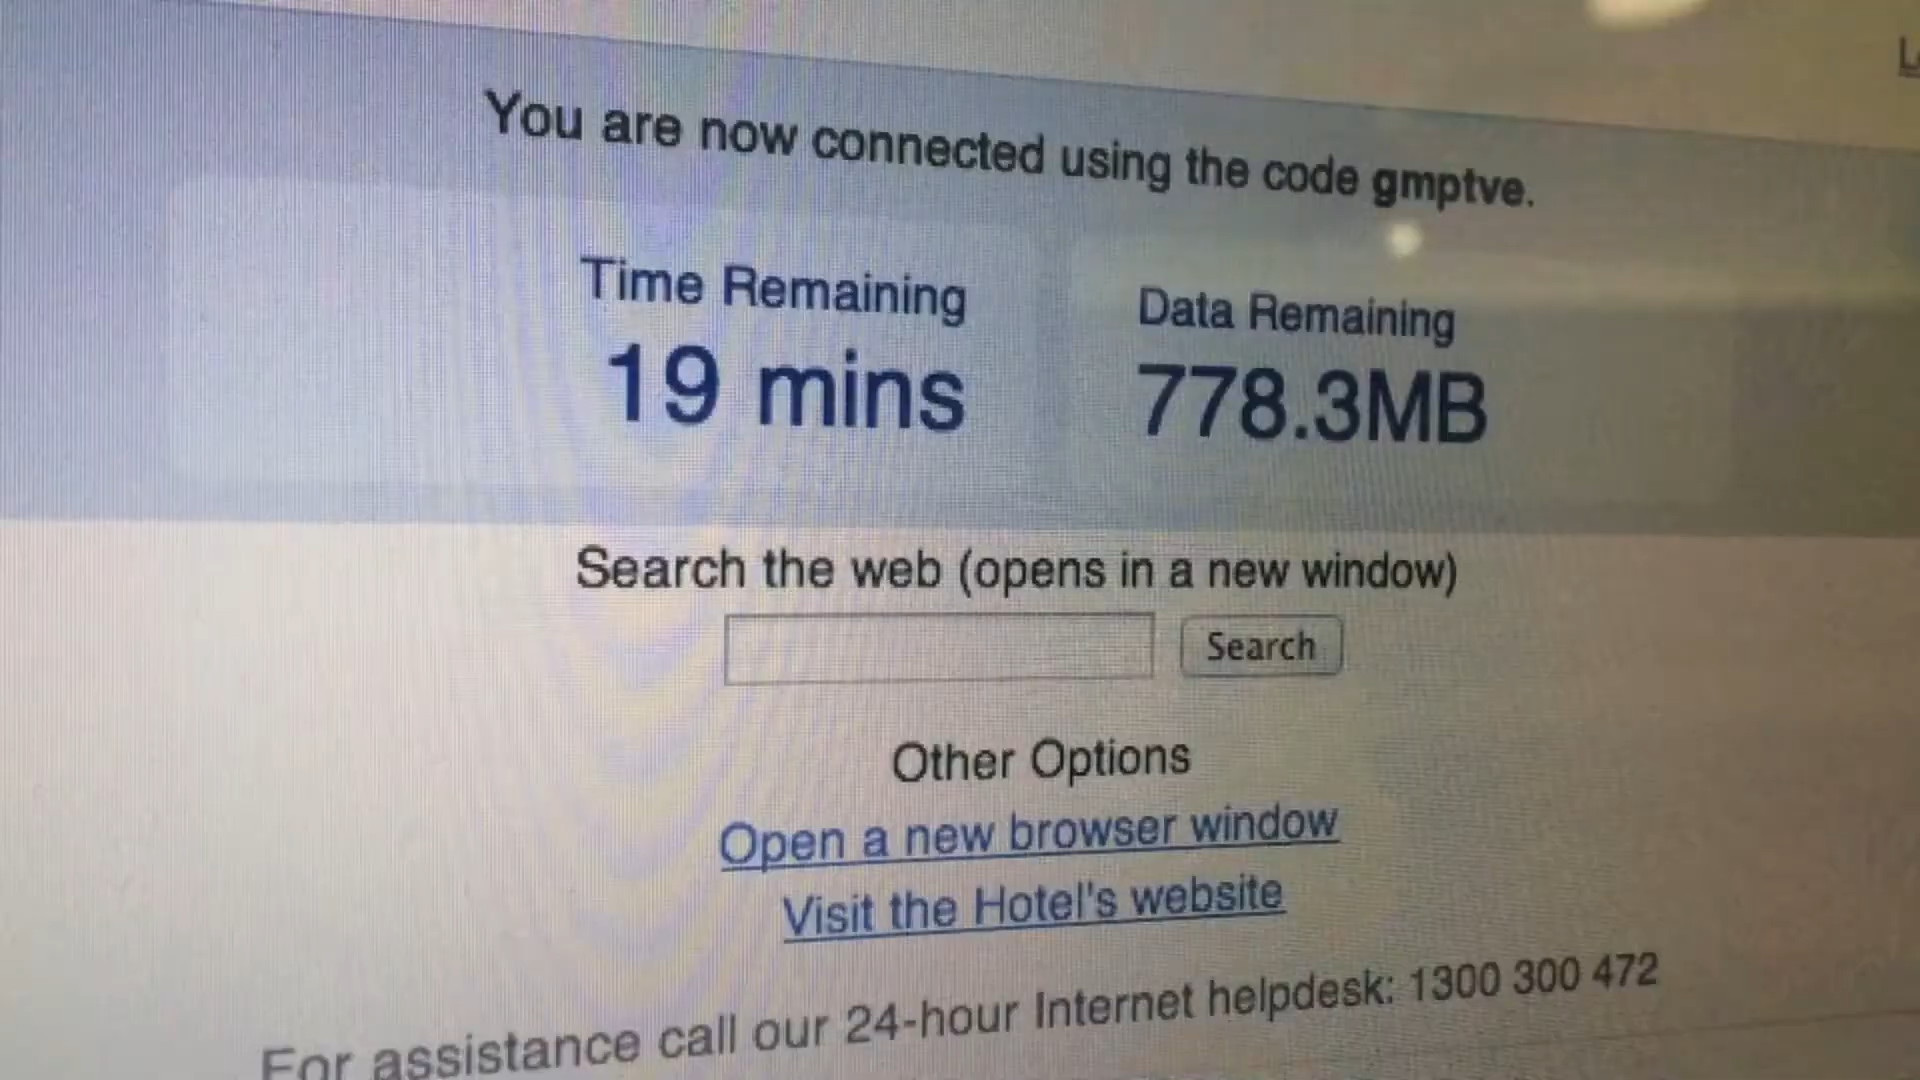 You are now connected using the code gmptve.
Time Remaining
19 mins
Data Remaining
778.3MB
Search the web (opens in a new window)
Search
Other Options
Open a new browser window
Visit the Hotel's website
For assistance call our 24-hour Internet helpdesk: 1300 300 472